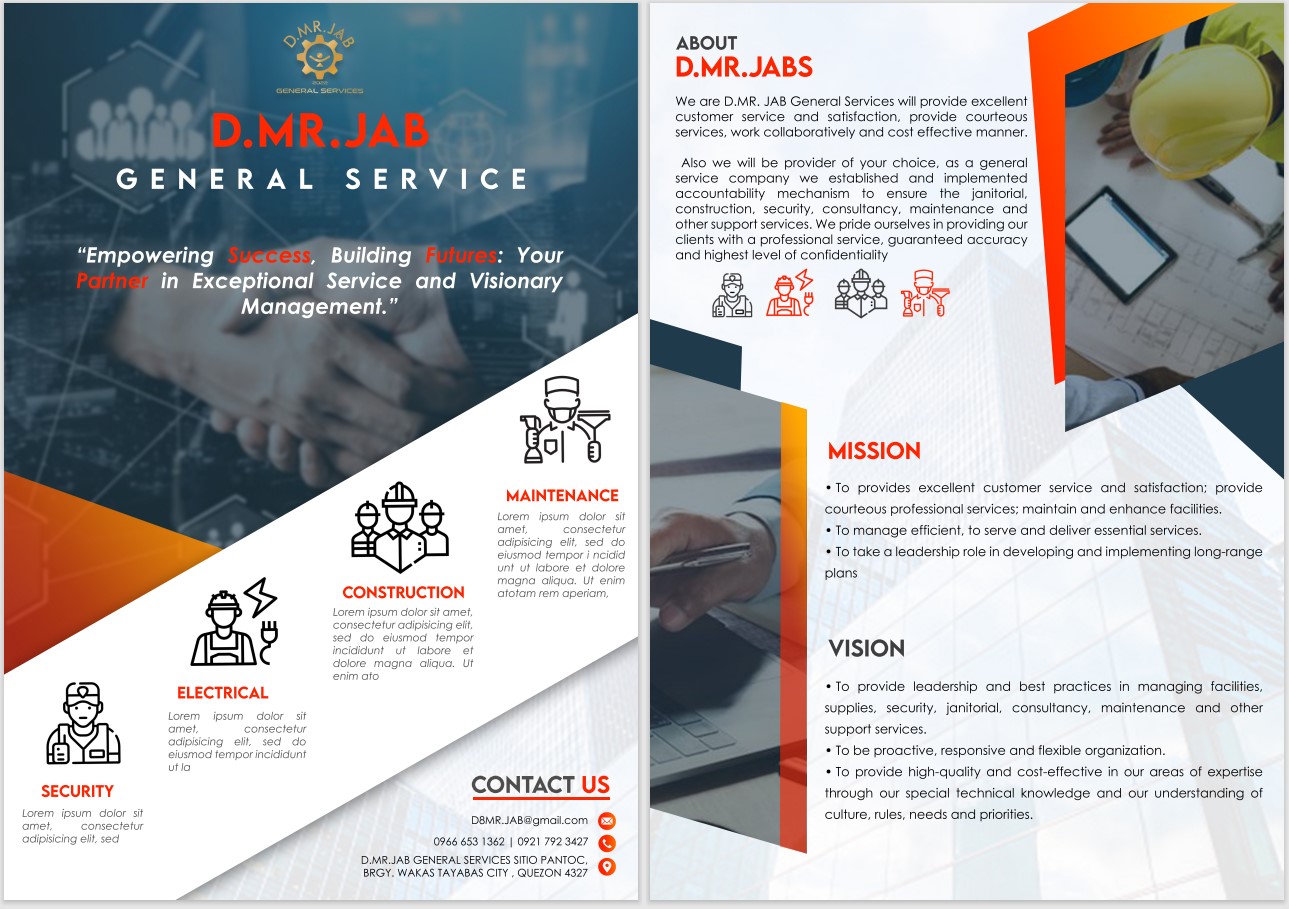 D.MR.JAB
GENERAL SERVICES
D.MR.JAB
GENERAL SERVICE
“Empowering Success, Building Futures: Your
Partner in Exceptional Service and Visionary
Management.”
MAINTENANCE
Lorem ipsum dolor sit
amet, consectetur
adipisicing elit, sed do
eiusmod tempor i ncidid
unt ut labore et dolore
magna aliqua. Ut enim
atotam rem aperiam,
CONSTRUCTION
Lorem ipsum dolor sit amet,
consectetur adipisicing elit,
sed do eiusmod tempor
incididunt ut labore et
dolore magna aliqua. Ut
enim ato
ELECTRICAL
Lorem ipsum dolor sit
amet, consectetur
adipisicing elit, sed do
eiusmod tempor incididunt
ut la
SECURITY
Lorem ipsum dolor sit
amet, consectetur
adipisicing elit, sed
CONTACT US
D8MR.JAB@gmail.com
0966 653 1362 | 0921 792 3427
D.MR.JAB GENERAL SERVICES SITIO PANTOC,
BRGY. WAKAS TAYABAS CITY , QUEZON 4327
ABOUT
D.MR.JABS
We are D.MR. JAB General Services will provide excellent
customer service and satisfaction, provide courteous
services, work collaboratively and cost effective manner.
Also we will be provider of your choice, as a general
service company we established and implemented
accountability mechanism to ensure the janitorial,
construction, security, consultancy, maintenance and
other support services. We pride ourselves in providing our
clients with a professional service, guaranteed accuracy
and highest level of confidentiality
MISSION
• To provides excellent customer service and satisfaction; provide
courteous professional services; maintain and enhance facilities.
• To manage efficient, to serve and deliver essential services.
• To take a leadership role in developing and implementing long-range
plans
VISION
• To provide leadership and best practices in managing facilities,
supplies, security, janitorial, consultancy, maintenance and other
support services.
• To be proactive, responsive and flexible organization.
• To provide high-quality and cost-effective in our areas of expertise
through our special technical knowledge and our understanding of
culture, rules, needs and priorities.